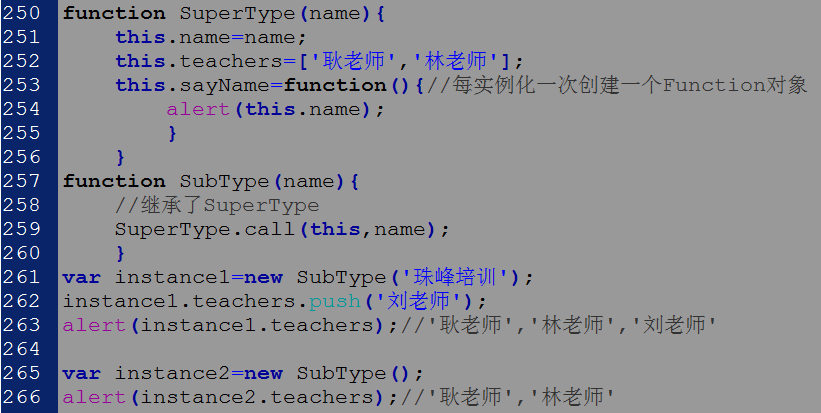 250 function SuperType(name){
251     this.name=name;
252     this.teachers=['耿老师','林老师'];
253     this.sayName=function(){//每实例化一次创建一个Function对象
254         alert(this.name);
255         }
256     }
257 function SubType(name){
258     //继承了SuperType
259     SuperType.call(this,name);
260     }
261 var instance1=new SubType('珠峰培训');
262 instance1.teachers.push('刘老师');
263 alert(instance1.teachers);//'耿老师','林老师','刘老师'
264
265 var instance2=new SubType();
266 alert(instance2.teachers);//'耿老师','林老师'